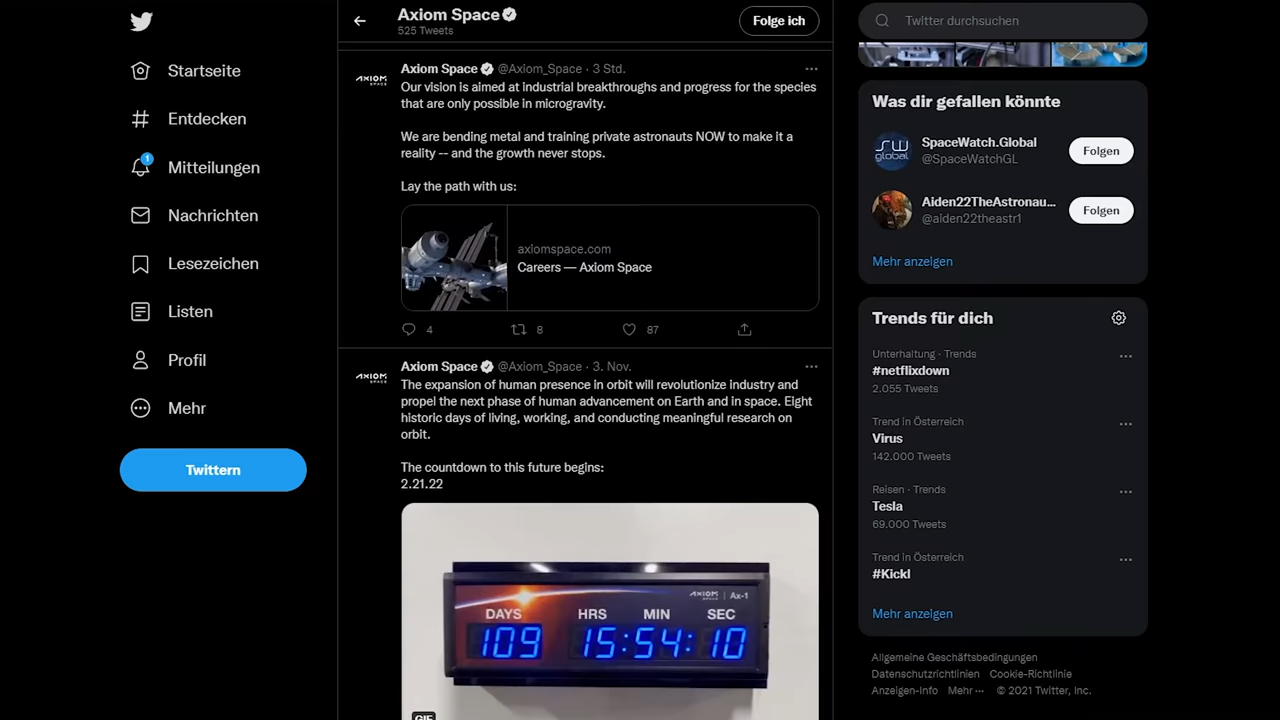 Startseite
Entdecken
1
Mitteilungen
Nachrichten
Lesezeichen
Listen
Profil
Mehr
Twittern
Axiom Space
525 Tweets
Folge ich
AXIOM
SPACE
Axiom Space @Axiom_Space · 3 Std.
Our vision is aimed at industrial breakthroughs and progress for the species
that are only possible in microgravity.
We are bending metal and training private astronauts NOW to make it a
reality -- and the growth never stops.
Lay the path with us:
axiomspace.com
Careers — Axiom Space
4
8
87
AXIOM
SPACE
Axiom Space @Axiom_Space · 3. Nov.
The expansion of human presence in orbit will revolutionize industry and
propel the next phase of human advancement on Earth and in space. Eight
historic days of living, working, and conducting meaningful research on
orbit.
The countdown to this future begins:
2.21.22
AXIOM SPACE | Ax-1
DAYS HRS MIN SEC
109 15:54:10
GIF
Twitter durchsuchen
Was dir gefallen könnte
SW
global
SpaceWatch.Global
@SpaceWatchGL
Folgen
Aiden22TheAstronau...
@aiden22theastr1
Folgen
Mehr anzeigen
Trends für dich
Unterhaltung · Trends
#netflixdown
2.055 Tweets
Trend in Österreich
Virus
142.000 Tweets
Reisen · Trends
Tesla
69.000 Tweets
Trend in Österreich
#Kickl
Mehr anzeigen
Allgemeine Geschäftsbedingungen
Datenschutzrichtlinien Cookie-Richtlinie
Anzeigen-Info Mehr ··· © 2021 Twitter, Inc.